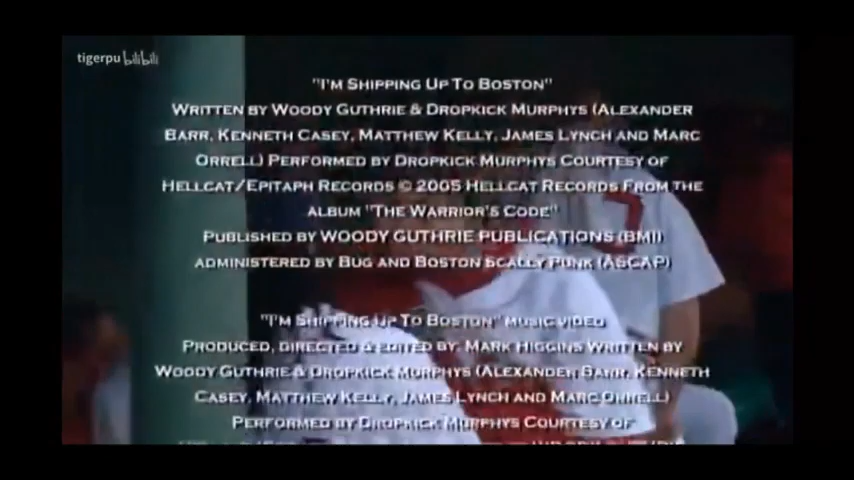 tigerpu bilibili
"I'M SHIPPING UP TO BOSTON"
WRITTEN BY WOODY GUTHRIE & DROPKICK MURPHYS (ALEXANDER
BARR, KENNETH CASEY, MATTHEW KELLY, JAMES LYNCH AND MARC
ORRELL) PERFORMED BY DROPKICK MURPHYS COURTESY OF
HELLCAT/EPITAPH RECORDS © 2005 HELLCAT RECORDS FROM THE
ALBUM "THE WARRIOR'S CODE"
PUBLISHED BY WOODY GUTHRIE PUBLICATIONS (BMI)
ADMINISTERED BY BUG AND BOSTON SCALLY PUNK (ASCAP)
"I'M SHIPPING UP TO BOSTON" MUSIC VIDEO
PRODUCED, DIRECTED & EDITED BY: MARK HIGGINS WRITTEN BY
WOODY GUTHRIE & DROPKICK MURPHYS (ALEXANDER BARR, KENNETH
CASEY, MATTHEW KELLY, JAMES LYNCH AND MARC ORRELL)
PERFORMED BY DROPKICK MURPHYS COURTESY OF